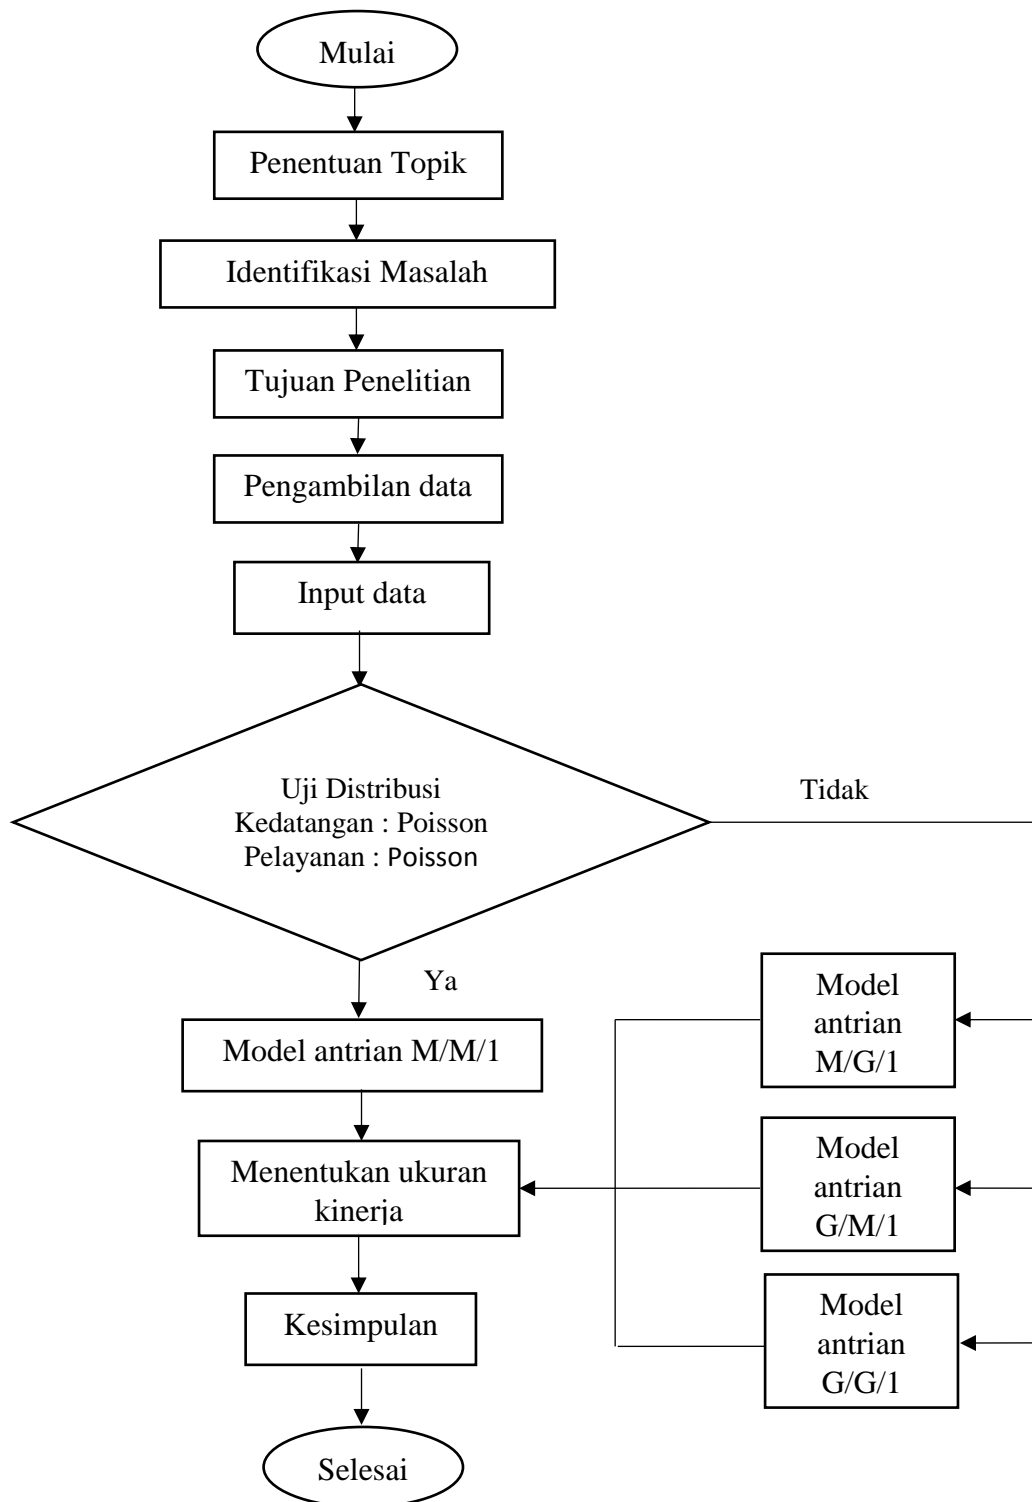 Mulai
Penentuan Topik
Identifikasi Masalah
Tujuan Penelitian
Pengambilan data
Input data
Uji Distribusi
Kedatangan : Poisson
Pelayanan : Poisson
Tidak
Ya
Model antrian M/M/1
Model
antrian
M/G/1
Menentukan ukuran
kinerja
Model
antrian
G/M/1
Kesimpulan
Model
antrian
G/G/1
Selesai